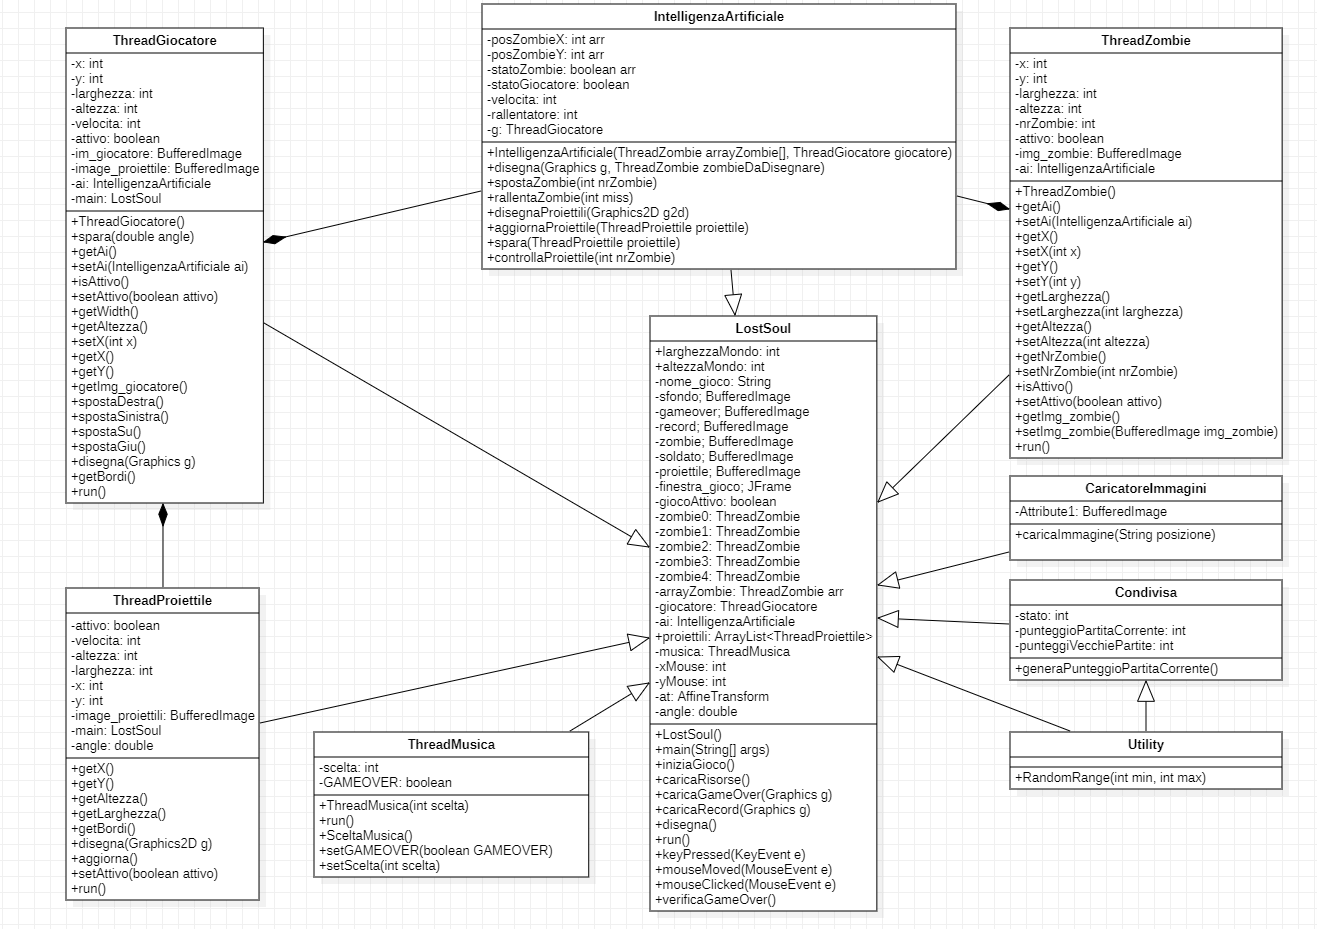 ThreadGiocatore
-x: int
-y: int
-larghezza: int
-altezza: int
-velocita: int
-attivo: boolean
-im_giocatore: BufferedImage
-image_proiettile: BufferedImage
-ai: IntelligenzaArtificiale
-main: LostSoul
+ThreadGiocatore()
+spara(double angle)
+getAi()
+setAi(IntelligenzaArtificiale ai)
+isAttivo()
+setAttivo(boolean attivo)
+getWidth()
+getAltezza()
+setX(int x)
+getX()
+getY()
+getImg_giocatore()
+spostaDestra()
+spostaSinistra()
+spostaSu()
+spostaGiu()
+disegna(Graphics g)
+getBordi()
+run()
IntelligenzaArtificiale
-posZombieX: int arr
-posZombieY: int arr
-statoZombie: boolean arr
-statoGiocatore: boolean
-velocita: int
-rallentatore: int
-g: ThreadGiocatore
+IntelligenzaArtificiale(ThreadZombie arrayZombie[], ThreadGiocatore giocatore)
+disegna(Graphics g, ThreadZombie zombieDaDisegnare)
+spostaZombie(int nrZombie)
+rallentaZombie(int miss)
+disegnaProiettili(Graphics2D g2d)
+aggiornaProiettile(ThreadProiettile proiettile)
+spara(ThreadProiettile proiettile)
+controllaProiettile(int nrZombie)
ThreadZombie
-x: int
-y: int
-larghezza: int
-altezza: int
-nrZombie: int
-attivo: boolean
-img_zombie: BufferedImage
-ai: IntelligenzaArtificiale
+ThreadZombie()
+getAi()
+setAi(IntelligenzaArtificiale ai)
+getX()
+setX(int x)
+getY()
+setY(int y)
+getLarghezza()
+setLarghezza(int larghezza)
+getAltezza()
+setAltezza(int altezza)
+getNrZombie()
+setNrZombie(int nrZombie)
+isAttivo()
+setAttivo(boolean attivo)
+getImg_zombie()
+setImg_zombie(BufferedImage img_zombie)
+run()
LostSoul
+larghezzaMondo: int
+altezzaMondo: int
-nome_gioco: String
-sfondo; BufferedImage
-gameover; BufferedImage
-record; BufferedImage
-zombie; BufferedImage
-soldato; BufferedImage
-proiettile; BufferedImage
-finestra_gioco; JFrame
-giocoAttivo: boolean
-zombie0: ThreadZombie
-zombie1: ThreadZombie
-zombie2: ThreadZombie
-zombie3: ThreadZombie
-zombie4: ThreadZombie
-arrayZombie: ThreadZombie arr
-giocatore: ThreadGiocatore
-ai: IntelligenzaArtificiale
+proiettili: ArrayList<ThreadProiettile>
-musica: ThreadMusica
-xMouse: int
-yMouse: int
-at: AffineTransform
-angle: double
+LostSoul()
+main(String[] args)
+iniziaGioco()
+caricaRisorse()
+caricaGameOver(Graphics g)
+caricaRecord(Graphics g)
+disegna()
+run()
+keyPressed(KeyEvent e)
+mouseMoved(MouseEvent e)
+mouseClicked(MouseEvent e)
+verificaGameOver()
CaricatoreImmagini
-Attribute1: BufferedImage
+caricaImmagine(String posizione)
Condivisa
-stato: int
-punteggioPartitaCorrente: int
-punteggiVecchiePartite: int
+generaPunteggioPartitaCorrente()
Utility
+RandomRange(int min, int max)
ThreadProiettile
-attivo: boolean
-velocita: int
-altezza: int
-larghezza: int
-x: int
-y: int
-image_proiettili: BufferedImage
-main: LostSoul
-angle: double
+getX()
+getY()
+getAltezza()
+getLarghezza()
+getBordi()
+disegna(Graphics2D g)
+aggiorna()
+setAttivo(boolean attivo)
+run()
ThreadMusica
-scelta: int
-GAMEOVER: boolean
+ThreadMusica(int scelta)
+run()
+SceltaMusica()
+setGAMEOVER(boolean GAMEOVER)
+setScelta(int scelta)